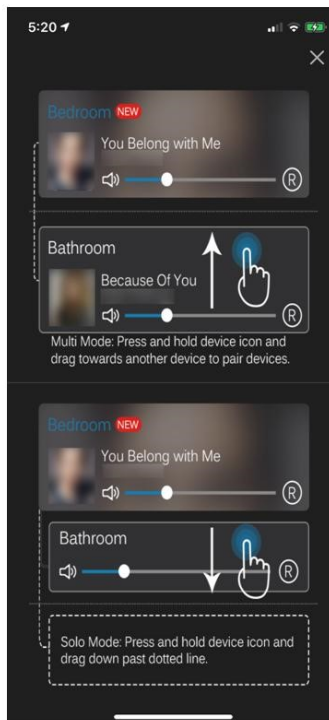 5:20
Bedroom NEW
You Belong with Me
R
Bathroom
Because Of You
R
Multi Mode: Press and hold device icon and
drag towards another device to pair devices.
Bedroom NEW
You Belong with Me
R
Bathroom
R
Solo Mode: Press and hold device icon and
drag down past dotted line.